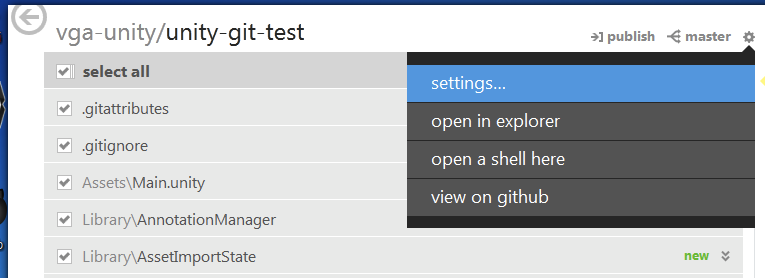 vga-unity/unity-git-test
publish master
select all
settings...
.gitattributes
open in explorer
.gitignore
open a shell here
Assets\Main.unity
view on github
Library\AnnotationManager
Library\AssetImportState new